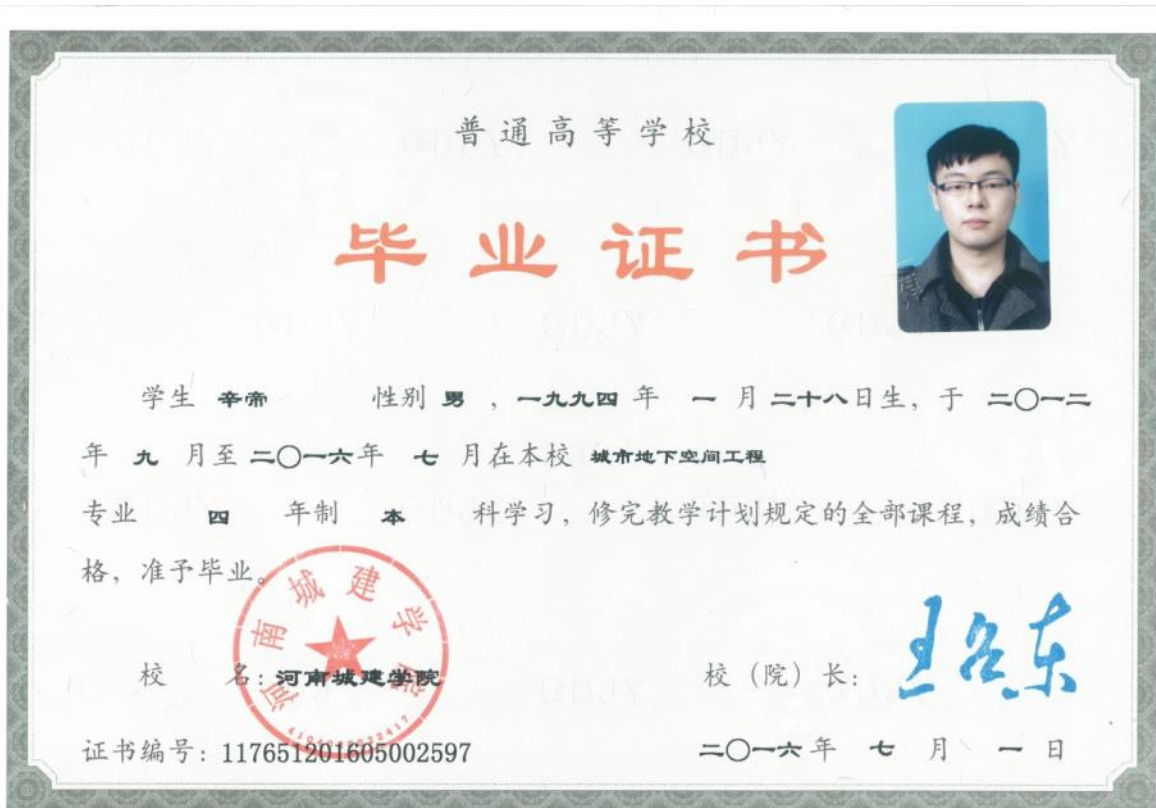 普通高等学校
毕业证书
学生 辛帝 性别 男 ，一九九四 年 一 月 二十八日生，于 二〇一二
年 九 月至 二〇一六年 七 月在本校 城市地下空间工程
专业 四 年制 本 科学习，修完教学计划规定的全部课程，成绩合
格，准予毕业。
河南城建学院
校 名：河南城建学院 校（院）长：
证书编号：117651201605002597 二〇一六年 七 月 一 日